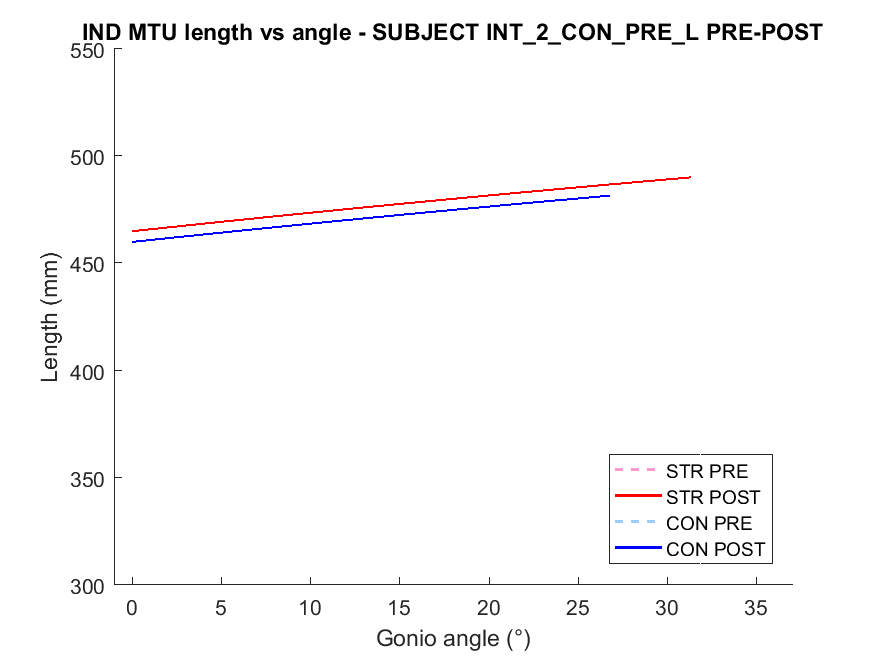 IND MTU length vs angle - SUBJECT INT_2_CON_PRE_L PRE-POST
550
500
450
400
350
300
Length (mm)
0 5 10 15 20 25 30 35
Gonio angle (°)
STR PRE
STR POST
CON PRE
CON POST